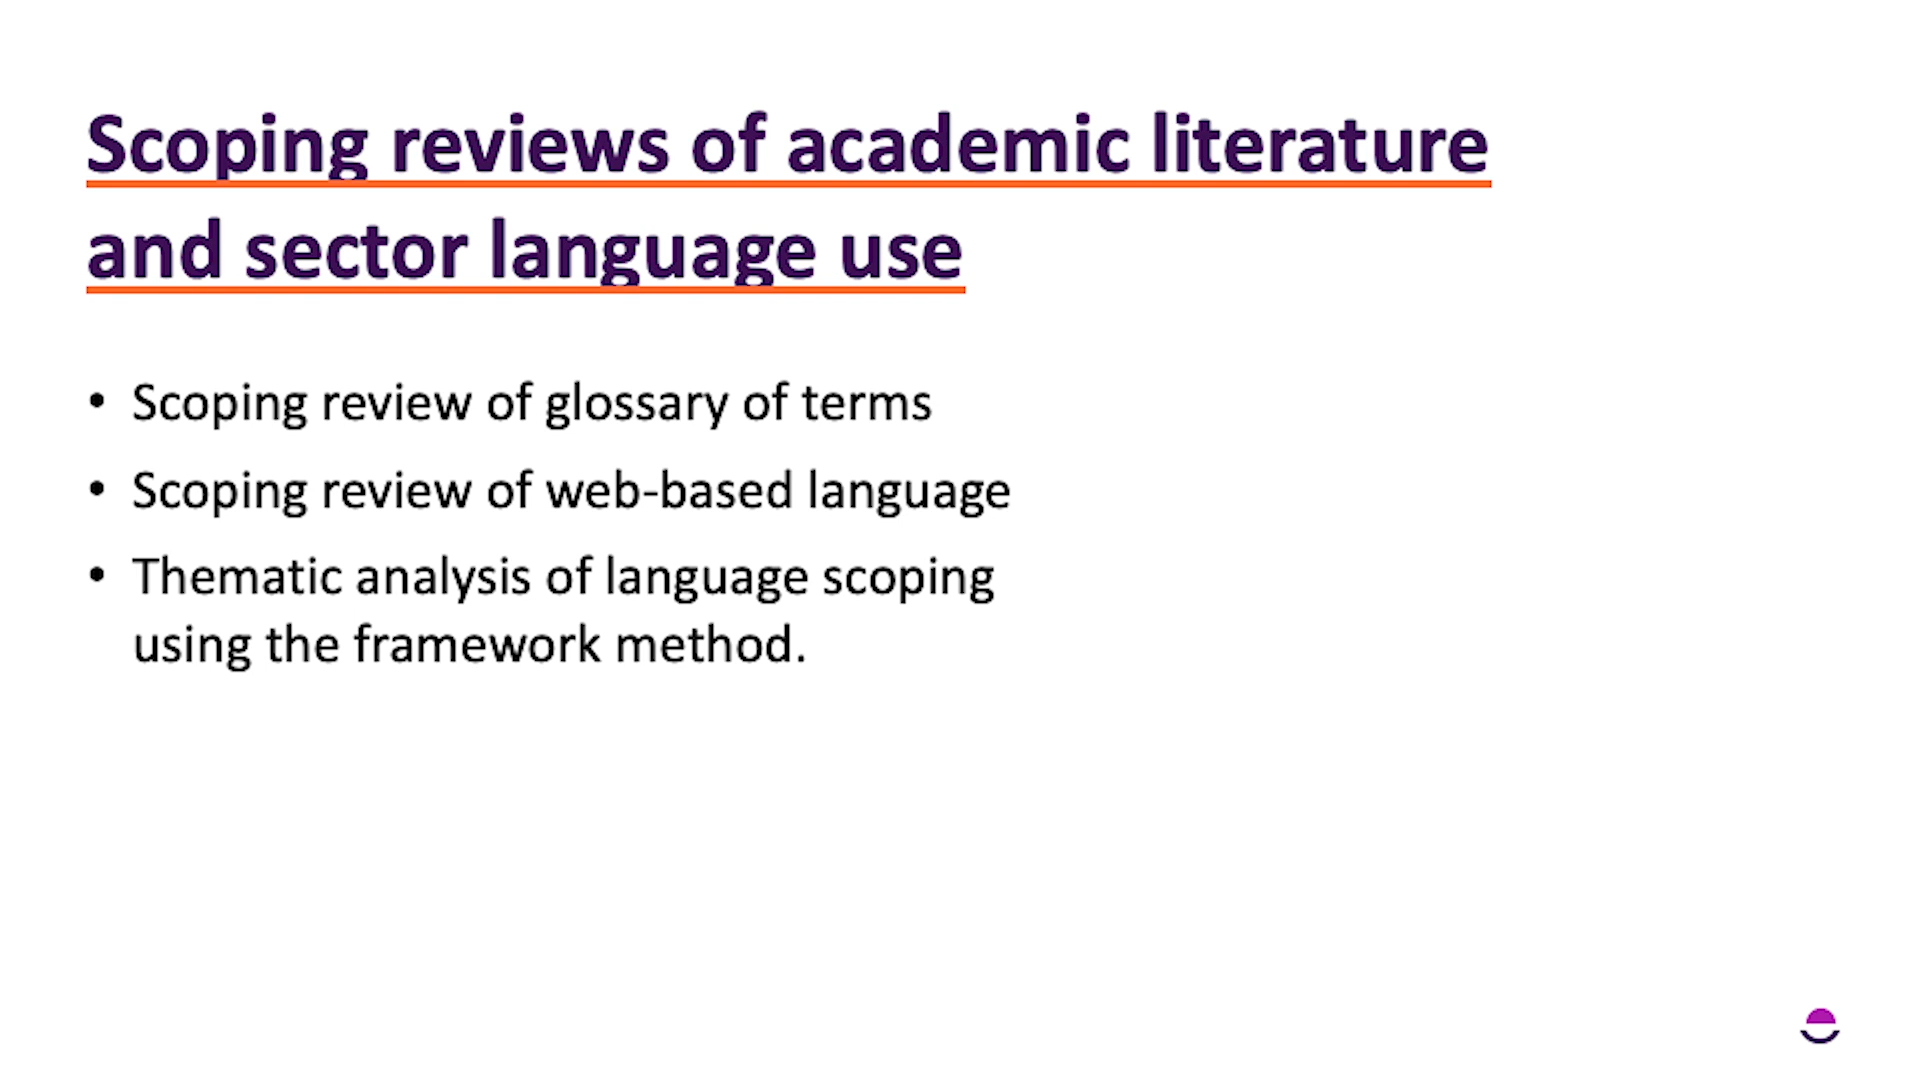 Scoping reviews of academic literature
and sector language use
• Scoping review of glossary of terms
• Scoping review of web-based language
• Thematic analysis of language scoping
using the framework method.